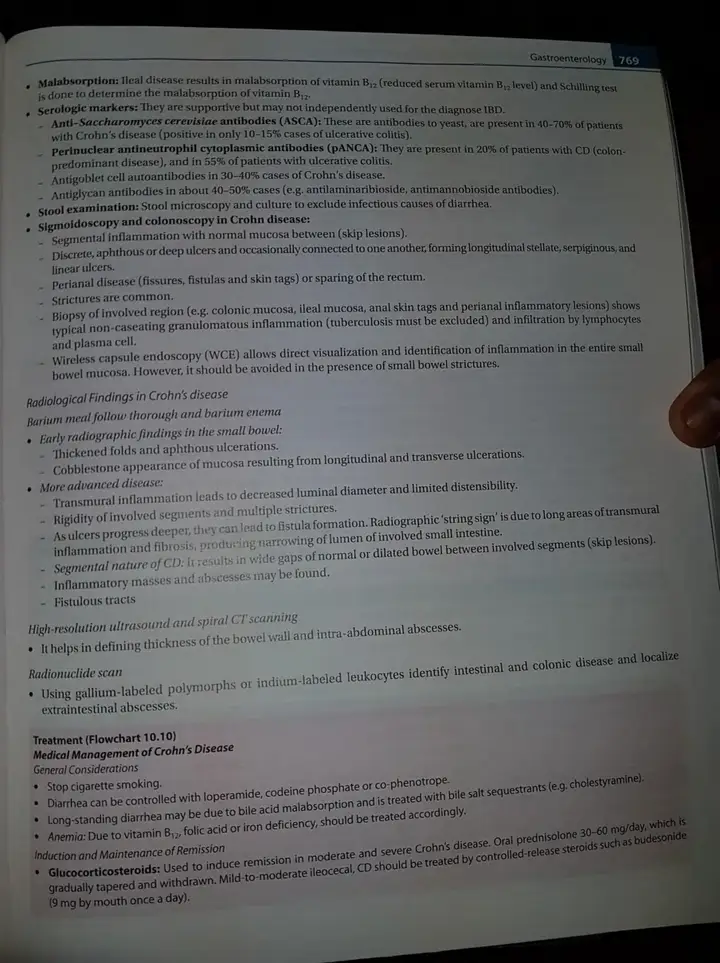 Gastroenterology 769
• Malabsorption: Ileal disease results in malabsorption of vitamin B12 (reduced serum vitamin B12 level) and Schilling test
is done to determine the malabsorption of vitamin B12.
• Serologic markers: They are supportive but may not independently used for the diagnose IBD.
– Anti–Saccharomyces cerevisiae antibodies (ASCA): These are antibodies to yeast, are present in 40–70% of patients
with Crohn's disease (positive in only 10–15% cases of ulcerative colitis).
– Perinuclear antineutrophil cytoplasmic antibodies (pANCA): They are present in 20% of patients with CD (colon-
predominant disease), and in 55% of patients with ulcerative colitis.
– Antigoblet cell autoantibodies in 30–40% cases of Crohn's disease.
– Antiglycan antibodies in about 40–50% cases (e.g. antilaminaribioside, antimannobioside antibodies).
• Stool examination: Stool microscopy and culture to exclude infectious causes of diarrhea.
• Sigmoidoscopy and colonoscopy in Crohn disease:
– Segmental inflammation with normal mucosa between (skip lesions).
– Discrete, aphthous or deep ulcers and occasionally connected to one another, forming longitudinal stellate, serpiginous, and
linear ulcers.
– Perianal disease (fissures, fistulas and skin tags) or sparing of the rectum.
– Strictures are common.
– Biopsy of involved region (e.g. colonic mucosa, ileal mucosa, anal skin tags and perianal inflammatory lesions) shows
typical non-caseating granulomatous inflammation (tuberculosis must be excluded) and infiltration by lymphocytes
and plasma cell.
– Wireless capsule endoscopy (WCE) allows direct visualization and identification of inflammation in the entire small
bowel mucosa. However, it should be avoided in the presence of small bowel strictures.
Radiological Findings in Crohn's disease
Barium meal follow thorough and barium enema
• Early radiographic findings in the small bowel:
– Thickened folds and aphthous ulcerations.
– Cobblestone appearance of mucosa resulting from longitudinal and transverse ulcerations.
• More advanced disease:
– Transmural inflammation leads to decreased luminal diameter and limited distensibility.
– Rigidity of involved segments and multiple strictures.
– As ulcers progress deeper, they can lead to fistula formation. Radiographic 'string sign' is due to long areas of transmural
inflammation and fibrosis, producing narrowing of lumen of involved small intestine.
– Segmental nature of CD: It results in wide gaps of normal or dilated bowel between involved segments (skip lesions).
– Inflammatory masses and abscesses may be found.
– Fistulous tracts
High-resolution ultrasound and spiral CT scanning
• It helps in defining thickness of the bowel wall and intra-abdominal abscesses.
Radionuclide scan
• Using gallium-labeled polymorphs or indium-labeled leukocytes identify intestinal and colonic disease and localize
extraintestinal abscesses.
Treatment (Flowchart 10.10)
Medical Management of Crohn's Disease
General Considerations
• Stop cigarette smoking.
• Diarrhea can be controlled with loperamide, codeine phosphate or co-phenotrope.
• Long-standing diarrhea may be due to bile acid malabsorption and is treated with bile salt sequestrants (e.g. cholestyramine).
• Anemia: Due to vitamin B12, folic acid or iron deficiency, should be treated accordingly.
Induction and Maintenance of Remission
• Glucocorticosteroids: Used to induce remission in moderate and severe Crohn's disease. Oral prednisolone 30–60 mg/day, which is
gradually tapered and withdrawn. Mild-to-moderate ileocecal, CD should be treated by controlled-release steroids such as budesonide
(9 mg by mouth once a day).